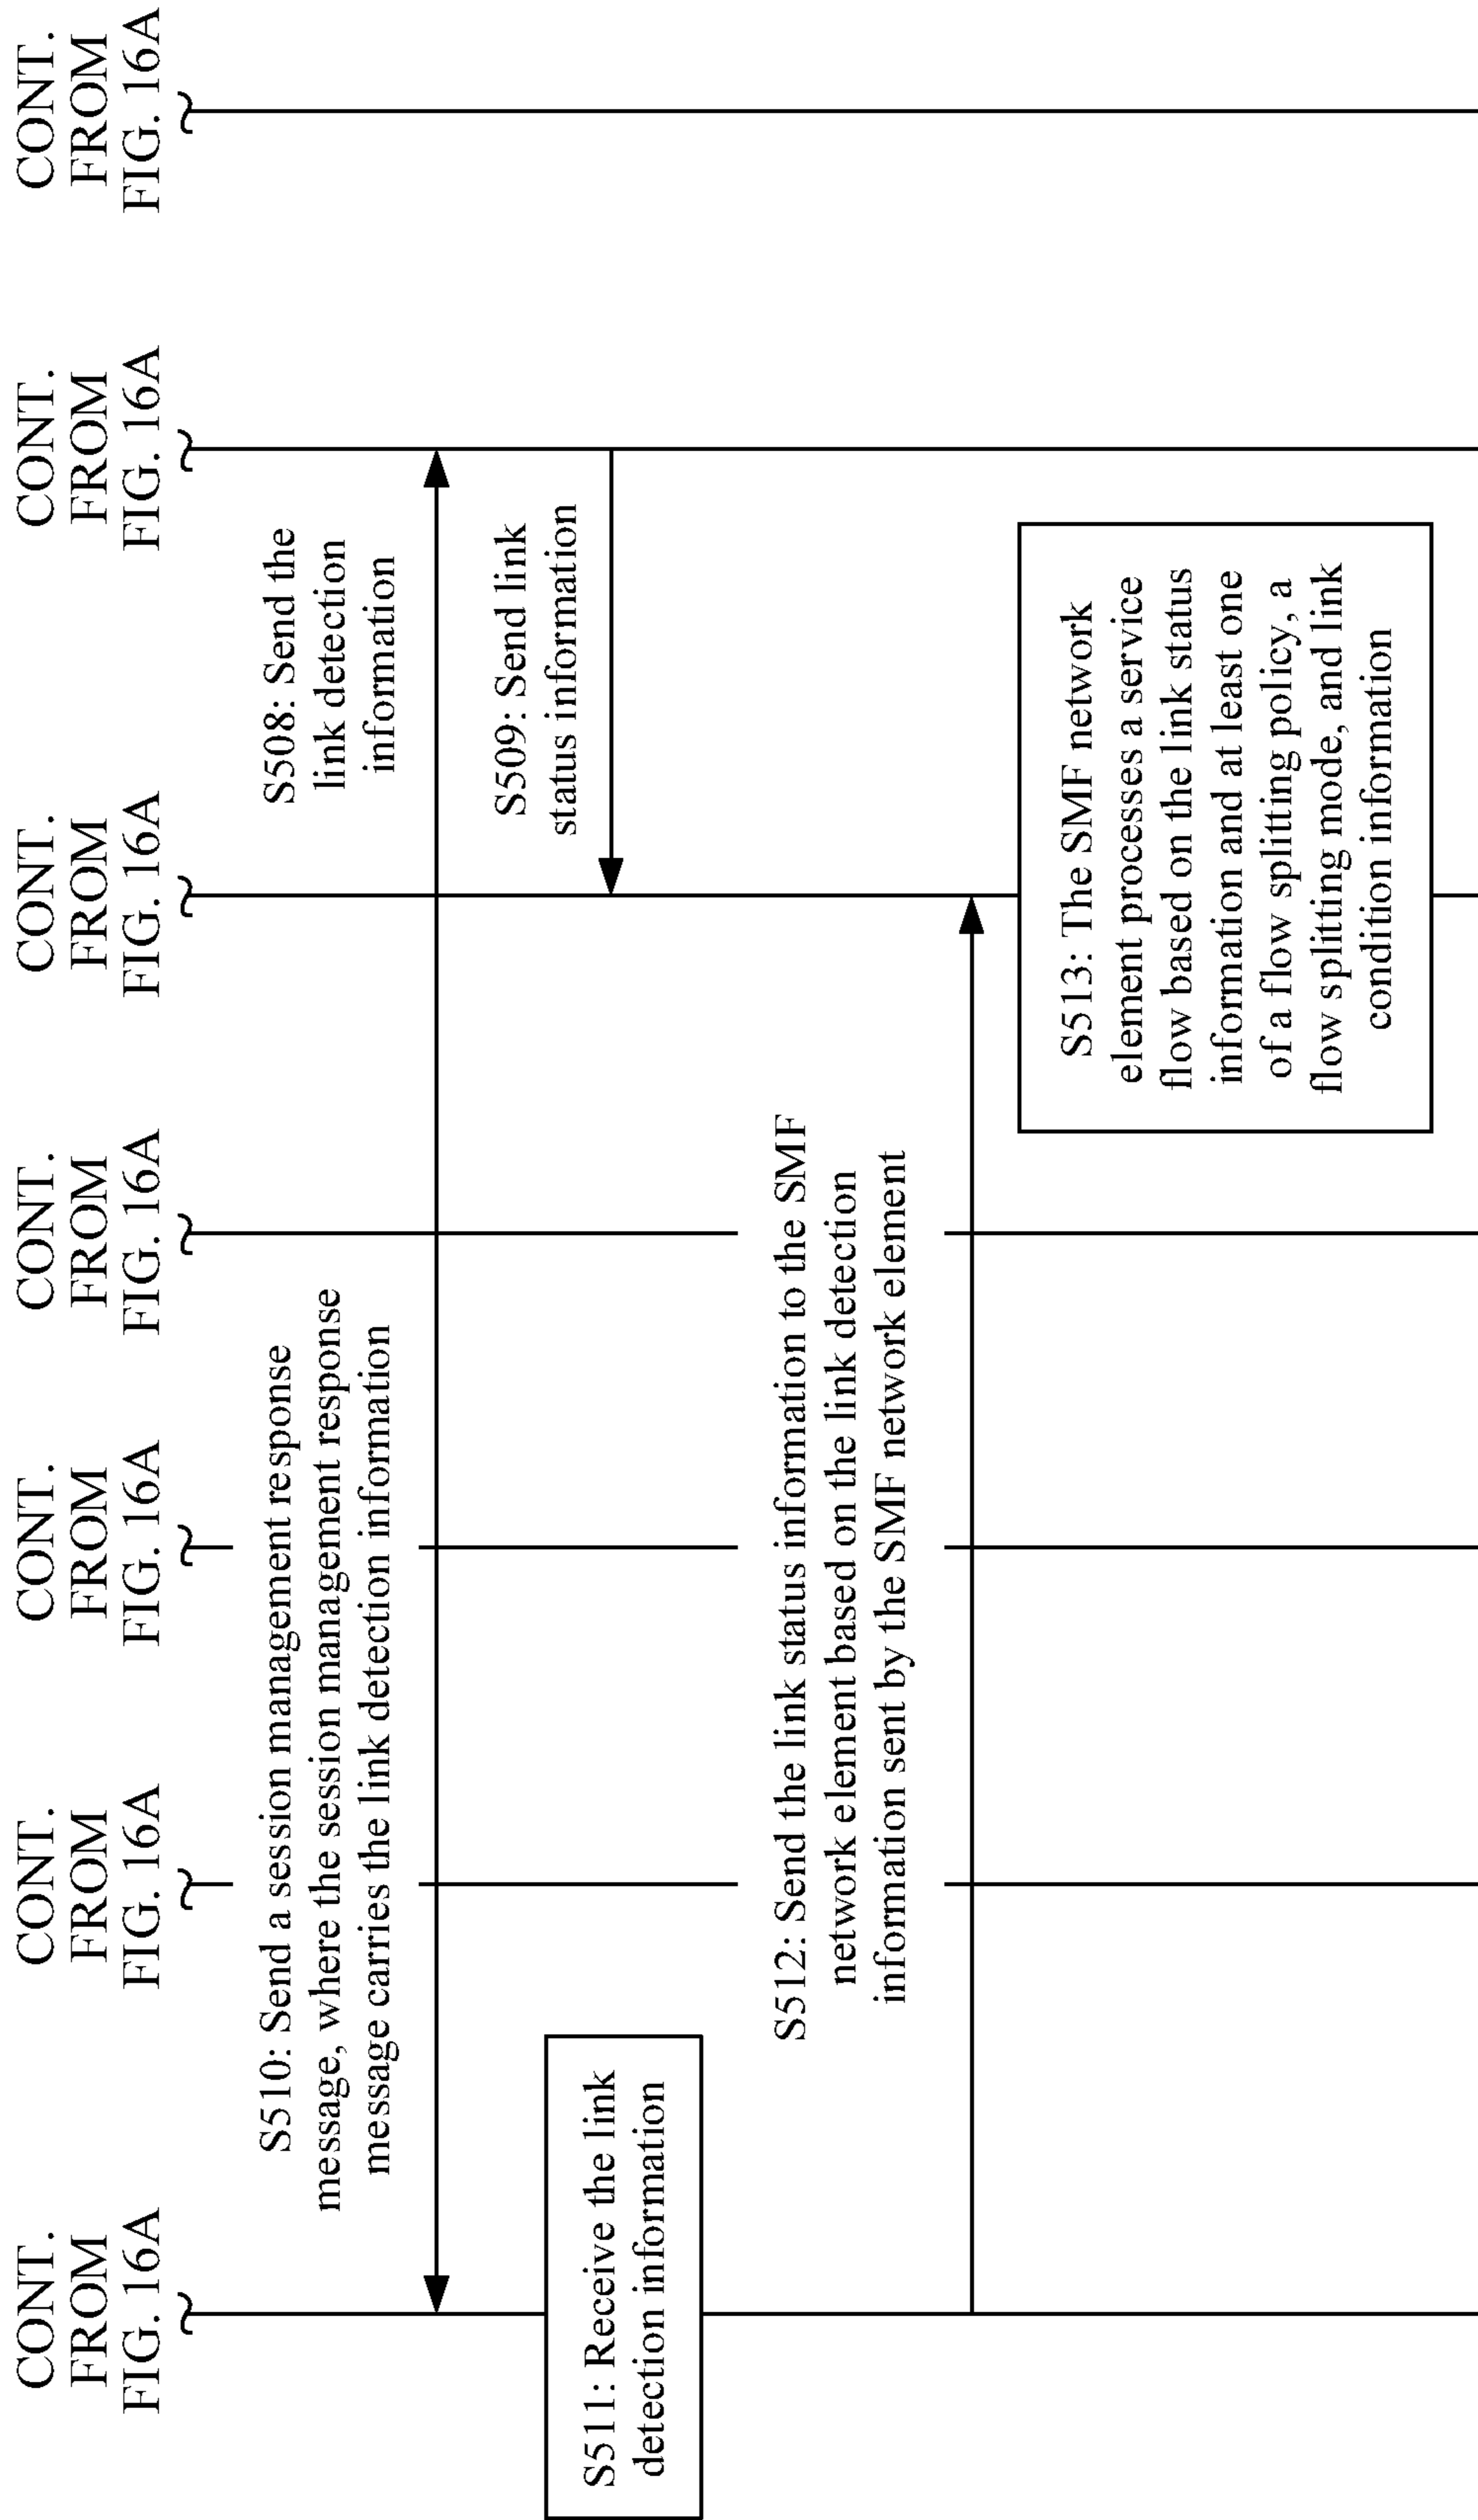 CONT.
FROM
FIG. 16A
CONT.
FROM
FIG. 16A
CONT.
FROM
FIG. 16A
CONT.
FROM
FIG. 16A
CONT.
FROM
FIG. 16A
CONT.
FROM
FIG. 16A
CONT.
FROM
FIG. 16A
S510: Send a session management response
message, where the session management response
message carries the link detection information
S508: Send the
link detection
information
S509: Send link
status information
S511: Receive the link
detection information
S512: Send the link status information to the SMF
network element based on the link detection
information sent by the SMF network element
S513: The SMF network
element processes a service
flow based on the link status
information and at least one
of a flow splitting policy, a
flow splitting mode, and link
condition information